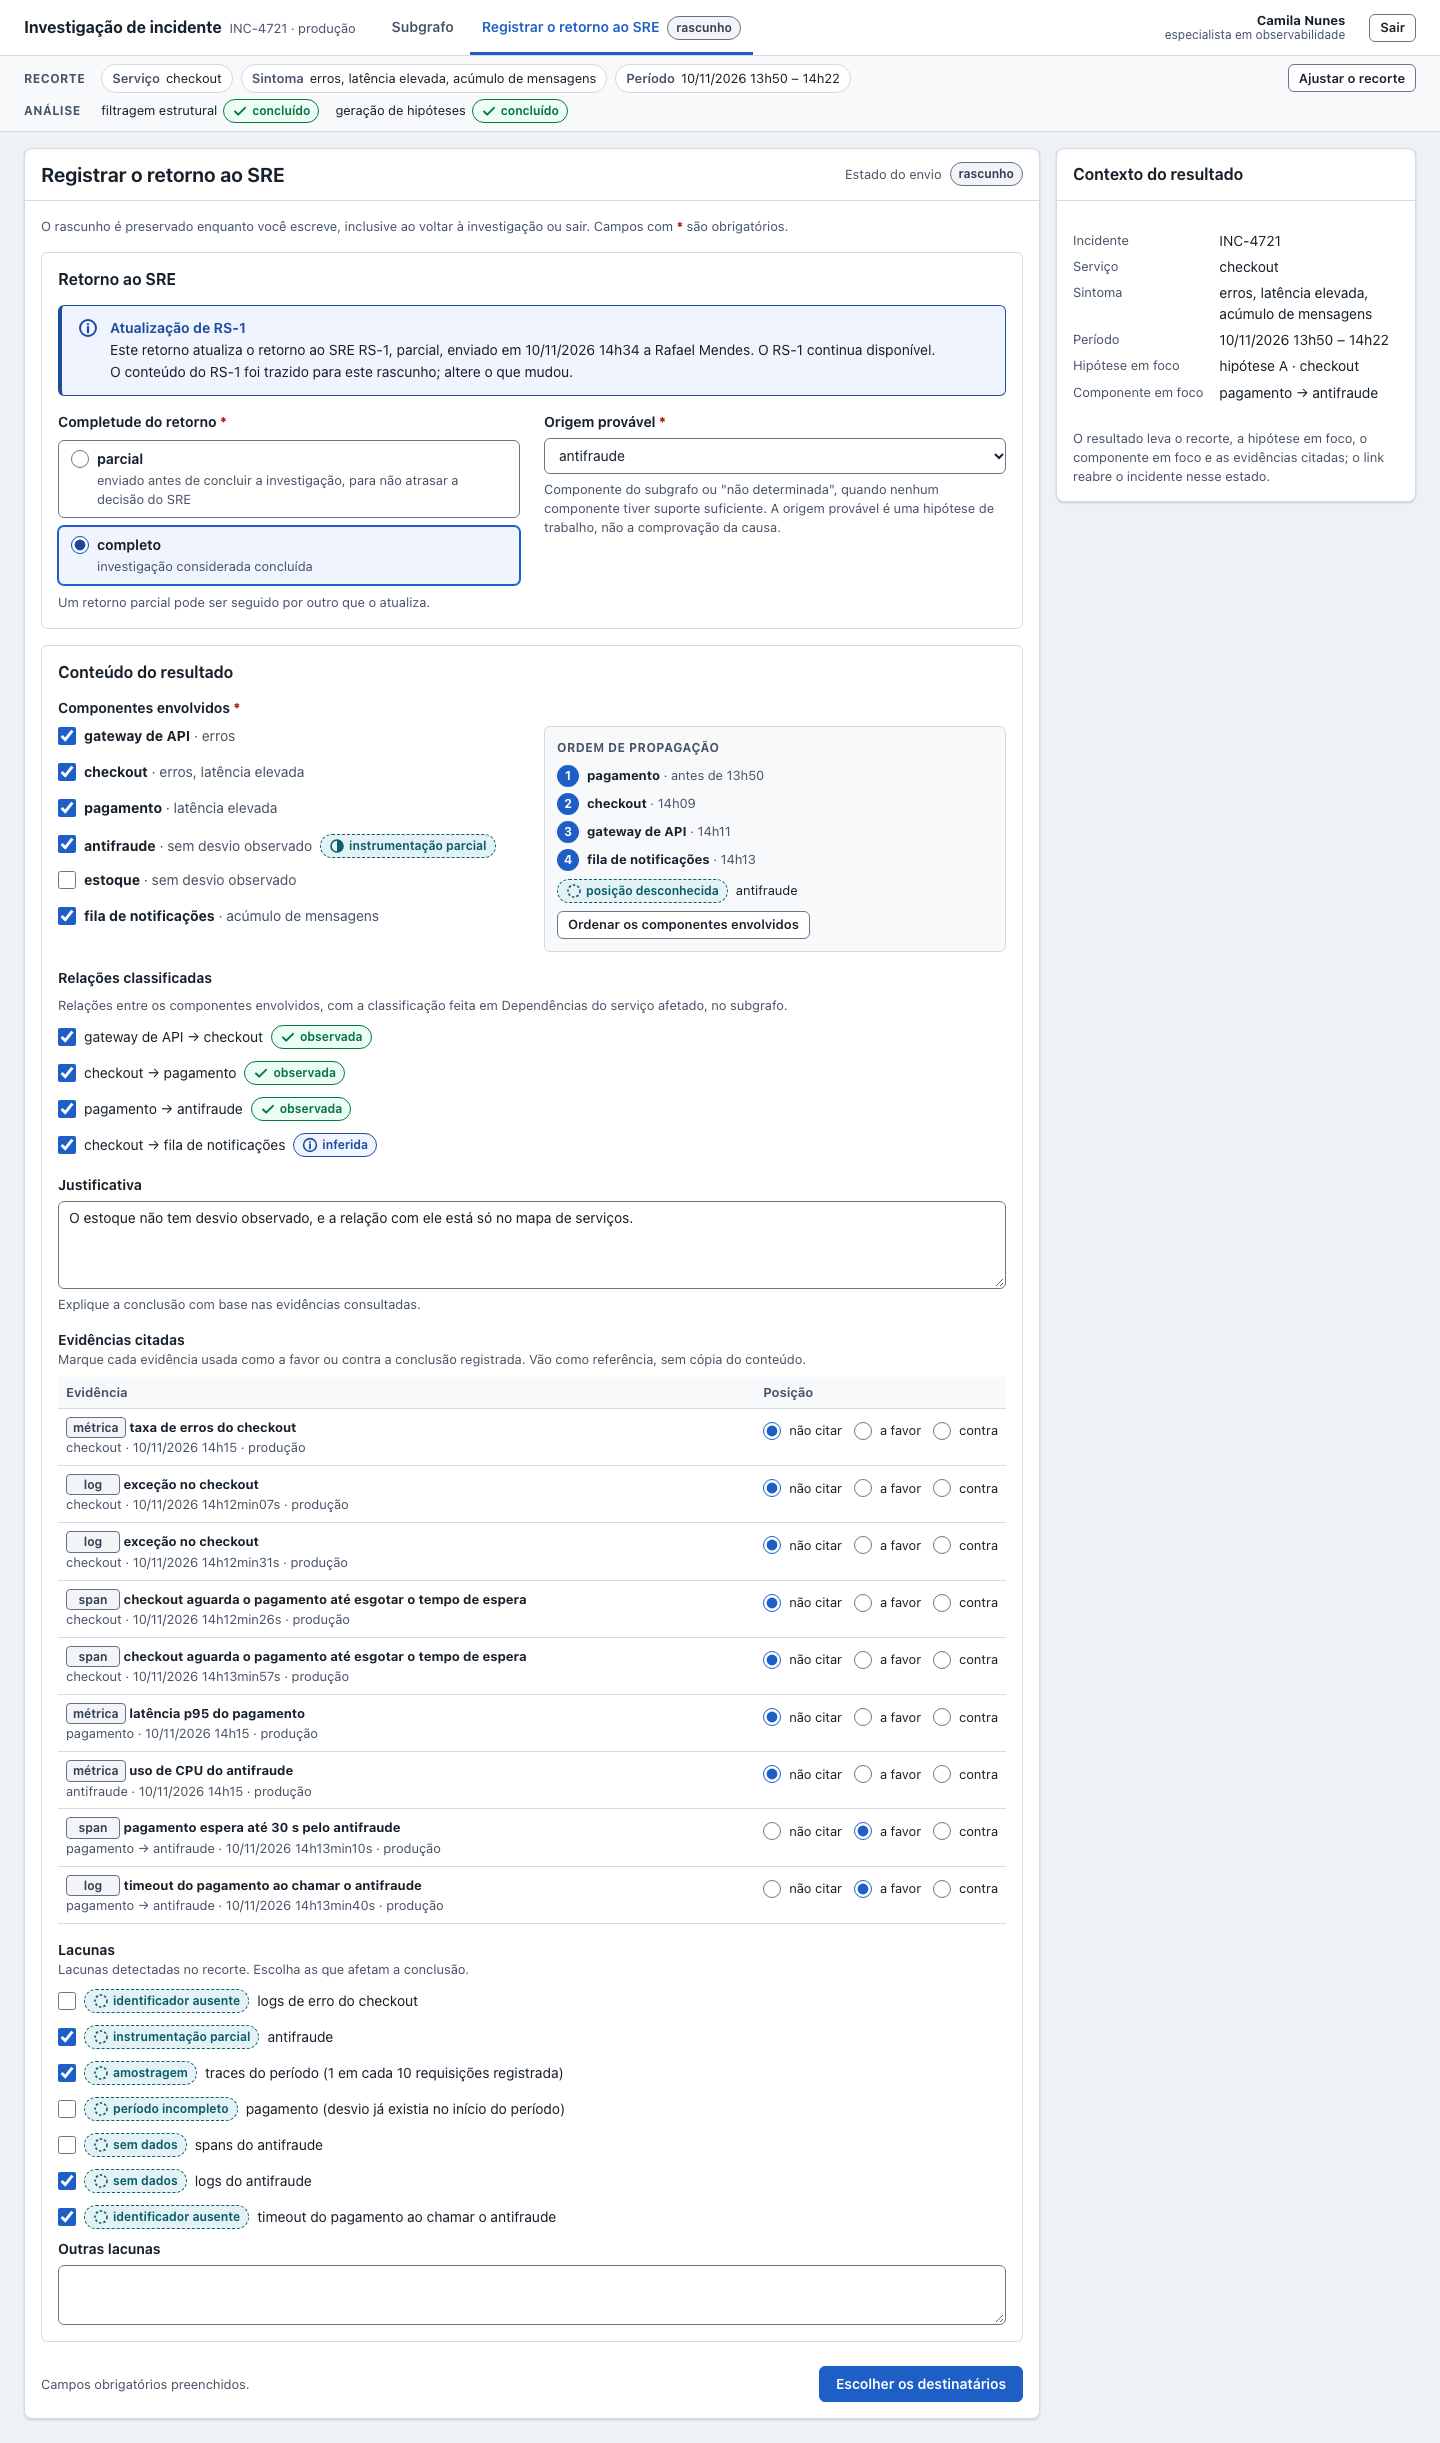 Investigação de incidente INC-4721 · produção Subgrafo Registrar o retorno ao SRE rascunho
Camila Nunes
especialista em observabilidade
Sair
RECORTE Serviço checkout Sintoma erros, latência elevada, acúmulo de mensagens Período 10/11/2026 13h50 – 14h22 Ajustar o recorte
ANÁLISE filtragem estrutural concluído geração de hipóteses concluído
Registrar o retorno ao SRE Estado do envio rascunho
O rascunho é preservado enquanto você escreve, inclusive ao voltar à investigação ou sair. Campos com * são obrigatórios.
Retorno ao SRE
Atualização de RS-1
Este retorno atualiza o retorno ao SRE RS-1, parcial, enviado em 10/11/2026 14h34 a Rafael Mendes. O RS-1 continua disponível.
O conteúdo do RS-1 foi trazido para este rascunho; altere o que mudou.
Completude do retorno *
parcial
enviado antes de concluir a investigação, para não atrasar a
decisão do SRE
completo
investigação considerada concluída
Um retorno parcial pode ser seguido por outro que o atualiza.
Origem provável *
antifraude
Componente do subgrafo ou "não determinada", quando nenhum
componente tiver suporte suficiente. A origem provável é uma hipótese de
trabalho, não a comprovação da causa.
Conteúdo do resultado
Componentes envolvidos *
gateway de API · erros
checkout · erros, latência elevada
pagamento · latência elevada
antifraude · sem desvio observado instrumentação parcial
estoque · sem desvio observado
fila de notificações · acúmulo de mensagens
ORDEM DE PROPAGAÇÃO
1 pagamento · antes de 13h50
2 checkout · 14h09
3 gateway de API · 14h11
4 fila de notificações · 14h13
posição desconhecida antifraude
Ordenar os componentes envolvidos
Relações classificadas
Relações entre os componentes envolvidos, com a classificação feita em Dependências do serviço afetado, no subgrafo.
gateway de API → checkout observada
checkout → pagamento observada
pagamento → antifraude observada
checkout → fila de notificações inferida
Justificativa
O estoque não tem desvio observado, e a relação com ele está só no mapa de serviços.
Explique a conclusão com base nas evidências consultadas.
Evidências citadas
Marque cada evidência usada como a favor ou contra a conclusão registrada. Vão como referência, sem cópia do conteúdo.
Evidência Posição
métrica taxa de erros do checkout não citar a favor contra
checkout · 10/11/2026 14h15 · produção
log exceção no checkout não citar a favor contra
checkout · 10/11/2026 14h12min07s · produção
log exceção no checkout não citar a favor contra
checkout · 10/11/2026 14h12min31s · produção
span checkout aguarda o pagamento até esgotar o tempo de espera não citar a favor contra
checkout · 10/11/2026 14h12min26s · produção
span checkout aguarda o pagamento até esgotar o tempo de espera não citar a favor contra
checkout · 10/11/2026 14h13min57s · produção
métrica latência p95 do pagamento não citar a favor contra
pagamento · 10/11/2026 14h15 · produção
métrica uso de CPU do antifraude não citar a favor contra
antifraude · 10/11/2026 14h15 · produção
span pagamento espera até 30 s pelo antifraude não citar a favor contra
pagamento → antifraude · 10/11/2026 14h13min10s · produção
log timeout do pagamento ao chamar o antifraude não citar a favor contra
pagamento → antifraude · 10/11/2026 14h13min40s · produção
Lacunas
Lacunas detectadas no recorte. Escolha as que afetam a conclusão.
identificador ausente logs de erro do checkout
instrumentação parcial antifraude
amostragem traces do período (1 em cada 10 requisições registrada)
período incompleto pagamento (desvio já existia no início do período)
sem dados spans do antifraude
sem dados logs do antifraude
identificador ausente timeout do pagamento ao chamar o antifraude
Outras lacunas
Campos obrigatórios preenchidos. Escolher os destinatários
Contexto do resultado
Incidente INC-4721
Serviço checkout
Sintoma erros, latência elevada,
acúmulo de mensagens
Período 10/11/2026 13h50 – 14h22
Hipótese em foco hipótese A · checkout
Componente em foco pagamento → antifraude
O resultado leva o recorte, a hipótese em foco, o
componente em foco e as evidências citadas; o link
reabre o incidente nesse estado.